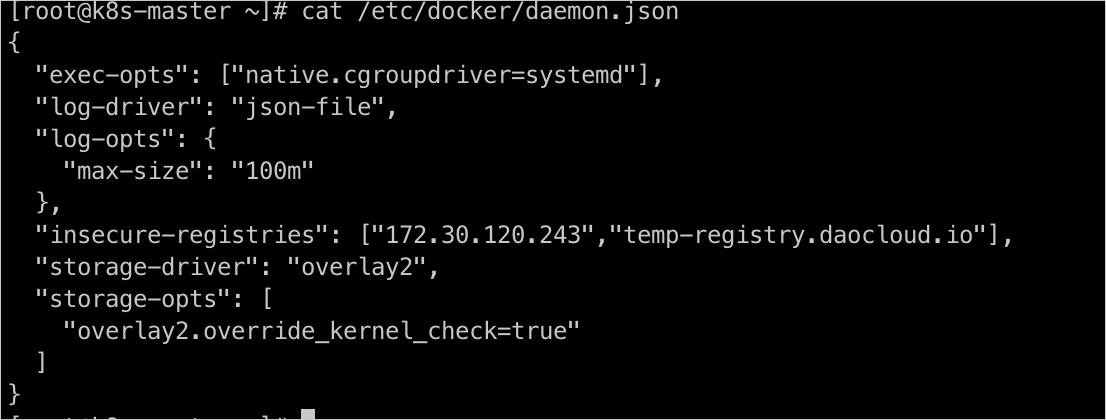 [root@k8s-master ~]# cat /etc/docker/daemon.json
{
  "exec-opts": ["native.cgroupdriver=systemd"],
  "log-driver": "json-file",
  "log-opts": {
    "max-size": "100m"
  },
  "insecure-registries": ["172.30.120.243","temp-registry.daocloud.io"],
  "storage-driver": "overlay2",
  "storage-opts": [
    "overlay2.override_kernel_check=true"
  ]
}